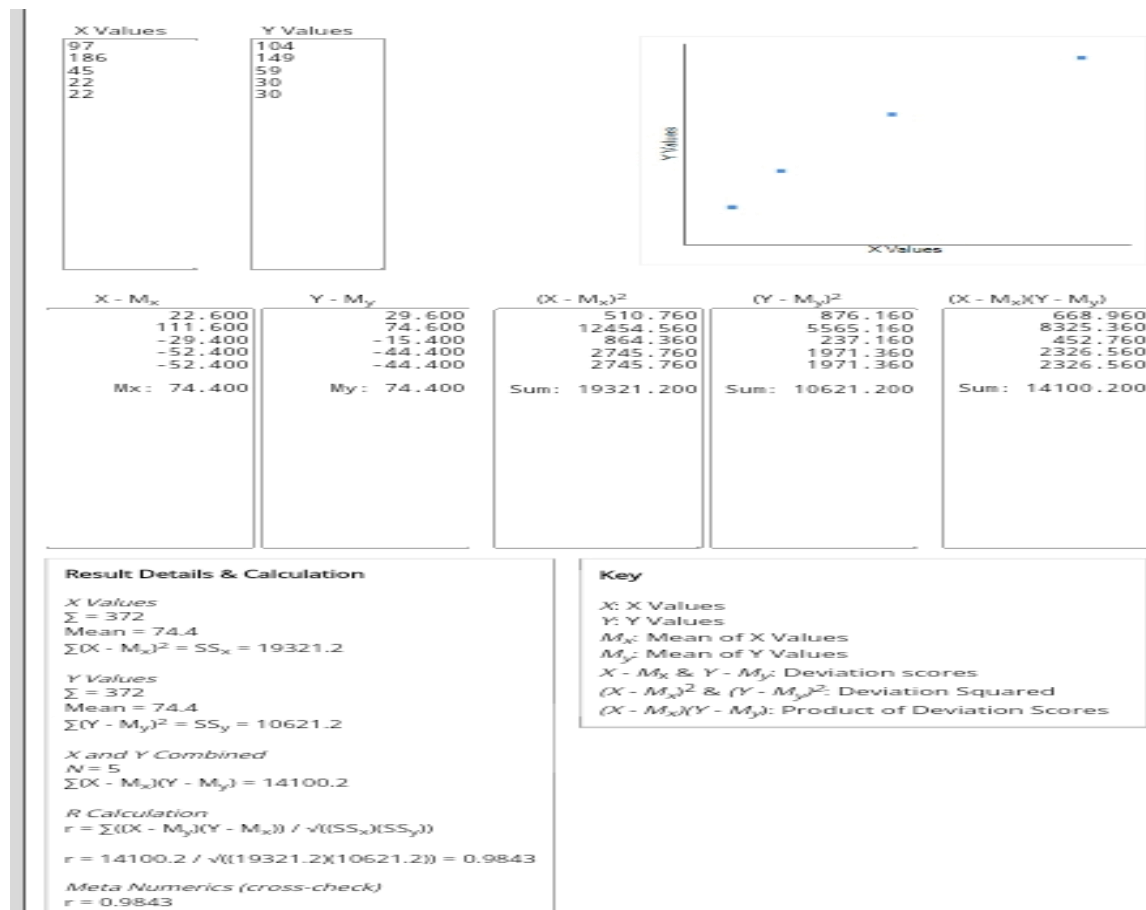 X Values Y Values
97 104
186 149
45 59
22 30
22 30
Y Values
X Values
X - Mx Y - My (X - Mx)² (Y - My)² (X - Mx)(Y - My)
22.600 29.600 510.760 876.160 668.960
111.600 74.600 12454.560 5565.160 8325.360
-29.400 -15.400 864.360 237.160 452.760
-52.400 -44.400 2745.760 1971.360 2326.560
-52.400 -44.400 2745.760 1971.360 2326.560
Mx: 74.400 My: 74.400 Sum: 19321.200 Sum: 10621.200 Sum: 14100.200
Result Details & Calculation
X Values
∑ = 372
Mean = 74.4
∑(X - Mx)² = SSx = 19321.2
Y Values
∑ = 372
Mean = 74.4
∑(Y - My)² = SSy = 10621.2
X and Y Combined
N = 5
∑(X - Mx)(Y - My) = 14100.2
R Calculation
r = ∑((X - My)(Y - Mx)) / √((SSx)(SSy))
r = 14100.2 / √((19321.2)(10621.2)) = 0.9843
Meta Numerics (cross-check)
r = 0.9843
Key
X: X Values
Y: Y Values
Mx: Mean of X Values
My: Mean of Y Values
X - Mx & Y - My: Deviation scores
(X - Mx)² & (Y - My)²: Deviation Squared
(X - Mx)(Y - My): Product of Deviation Scores